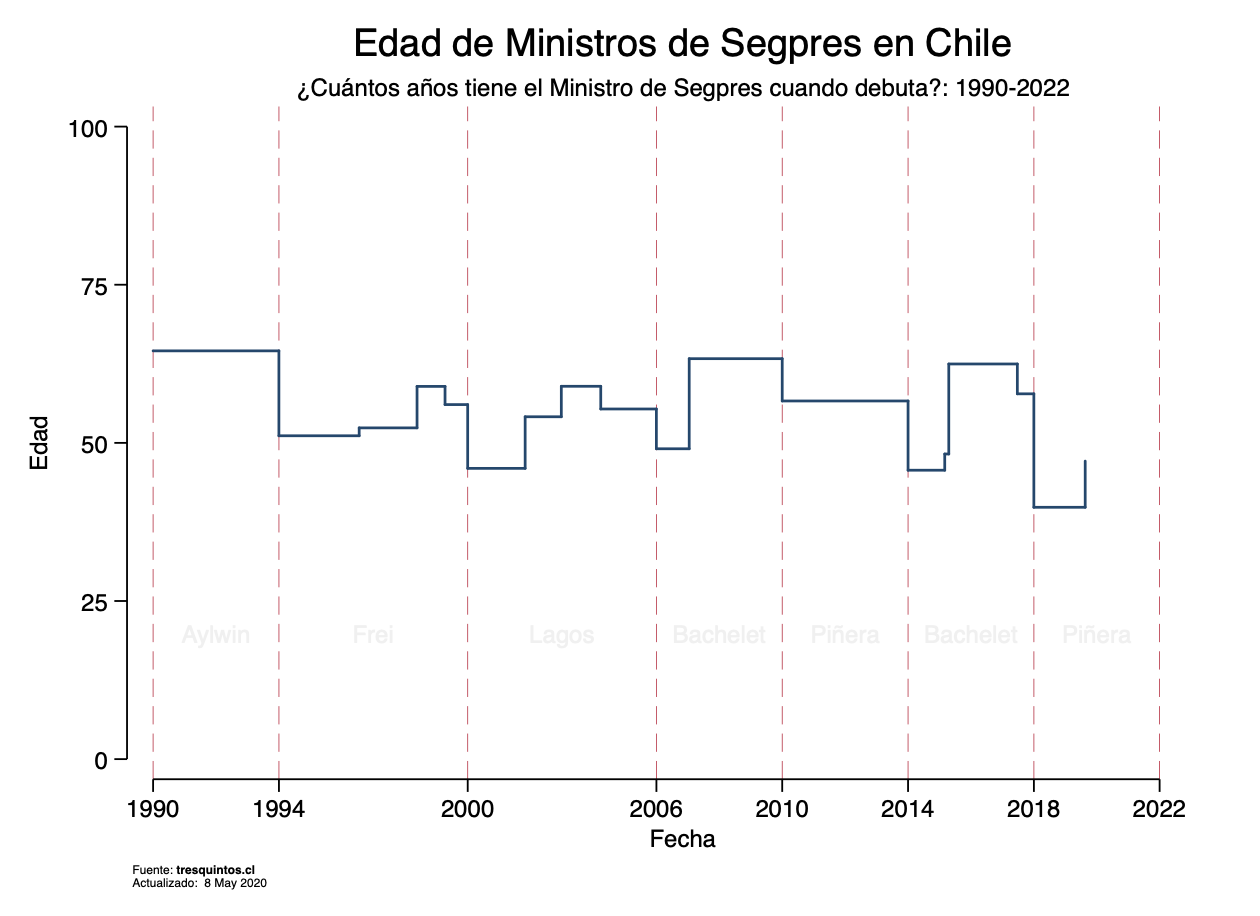 Edad de Ministros de Segpres en Chile
¿Cuántos años tiene el Ministro de Segpres cuando debuta?: 1990-2022
100
75
50
25
0
Edad
Aylwin Frei Lagos Bachelet Piñera Bachelet Piñera
1990 1994 2000 2006 2010 2014 2018 2022
Fecha
Fuente: tresquintos.cl
Actualizado: 8 May 2020